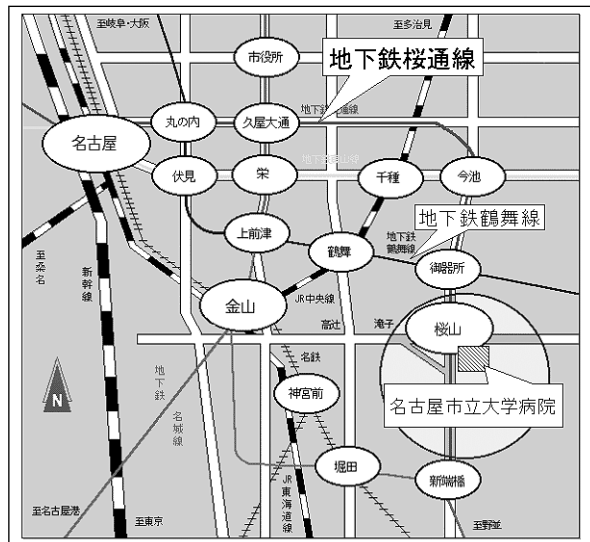 至岐阜・大阪
至多治見
市役所
地下鉄桜通線
丸の内
久屋大通
地下鉄桜通線
名古屋
伏見
栄
地下鉄東山線
千種
今池
地下鉄鶴舞線
上前津
鶴舞
地下鉄
鶴舞線
御器所
至桑名
新幹線
金山
JR中央線
高辻
滝子
桜山
名鉄
地下鉄
名城線
神宮前
名古屋市立大学病院
N
堀田
新瑞橋
JR東海道線
至名古屋港
至東京
至野並